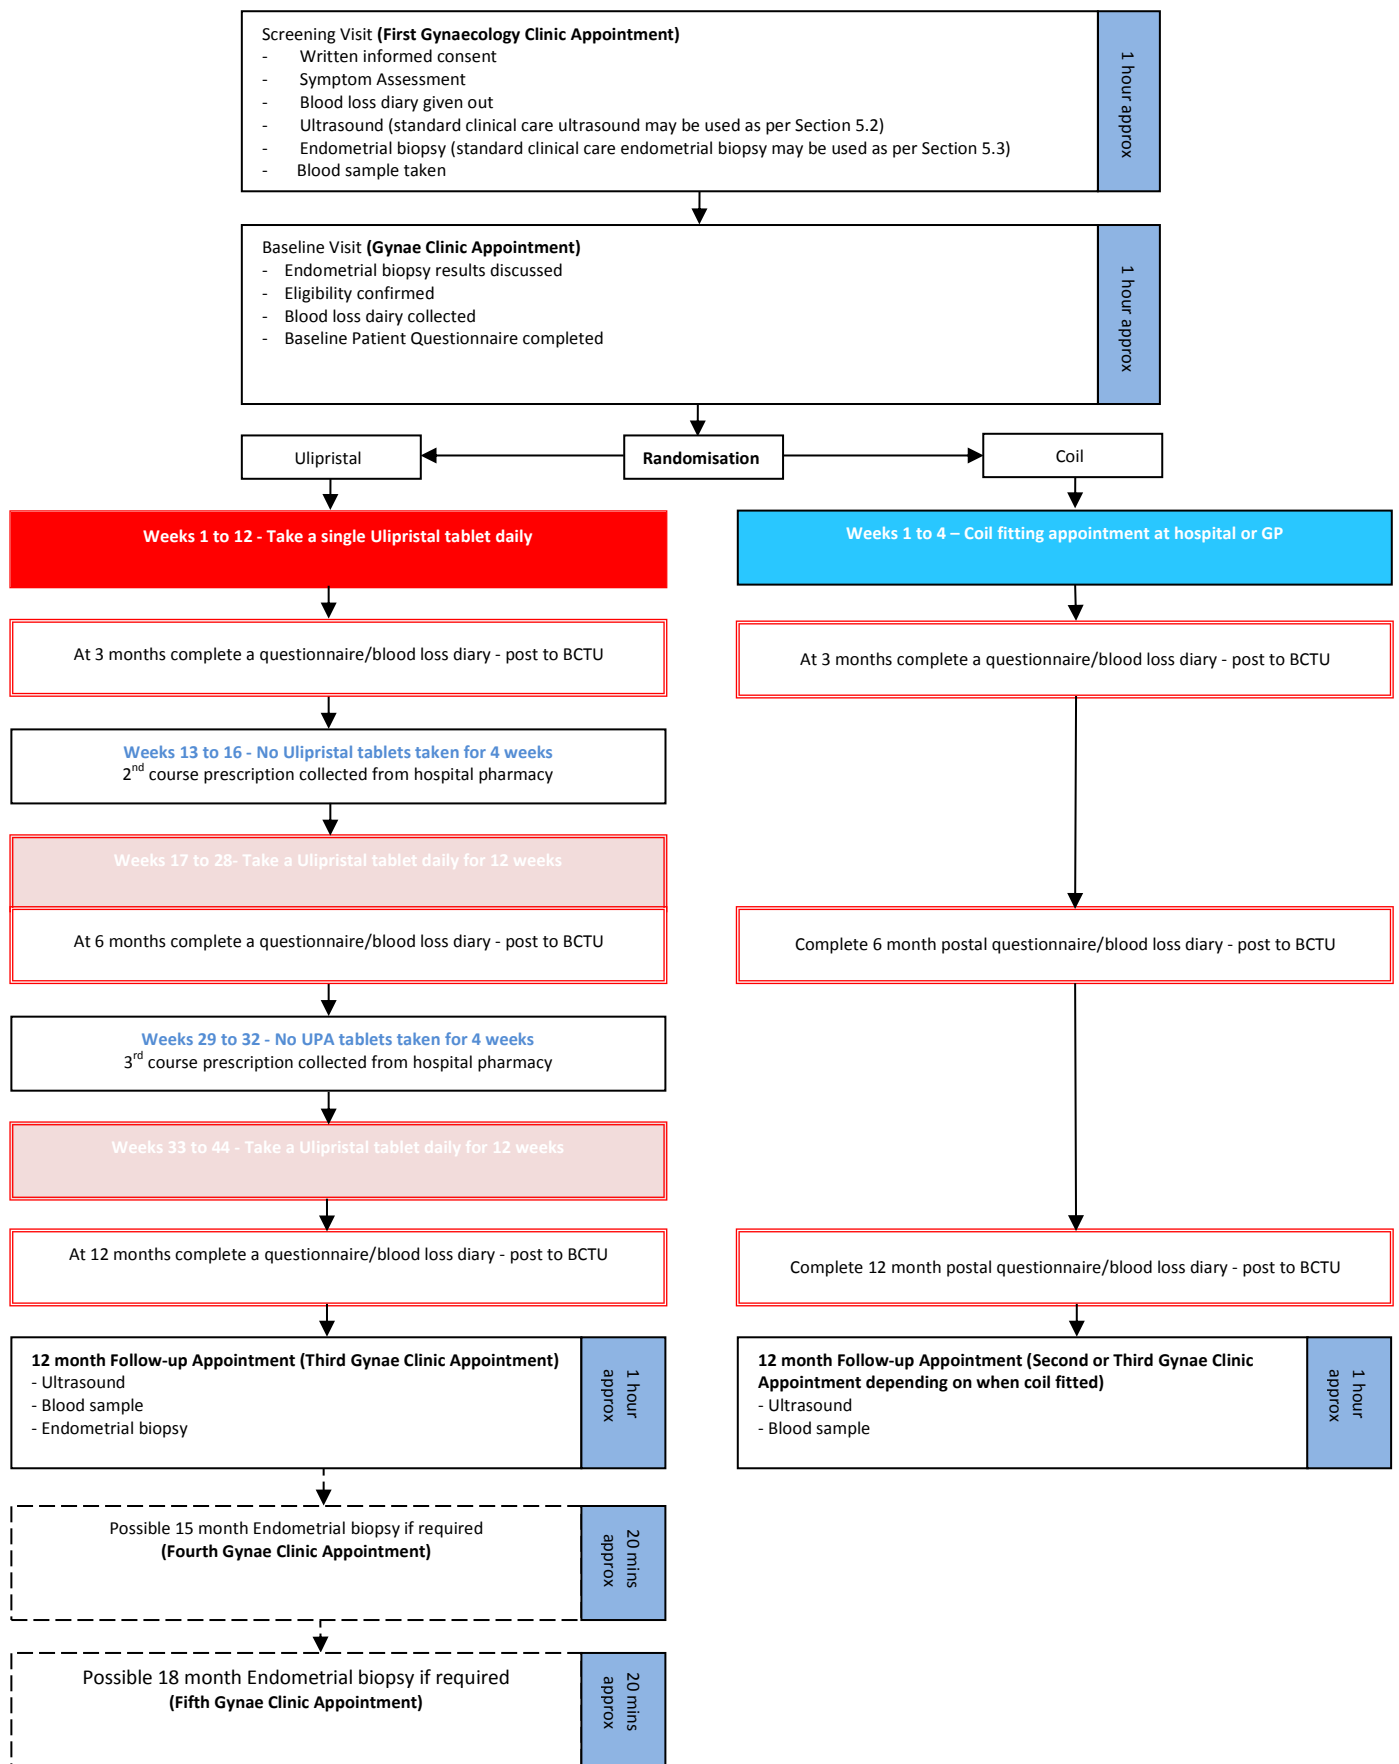 Screening Visit (First Gynaecology Clinic Appointment)
- Written informed consent
- Symptom Assessment
- Blood loss diary given out
- Ultrasound (standard clinical care ultrasound may be used as per Section 5.2)
- Endometrial biopsy (standard clinical care endometrial biopsy may be used as per Section 5.3)
- Blood sample taken
1 hour approx
Baseline Visit (Gynae Clinic Appointment)
- Endometrial biopsy results discussed
- Eligibility confirmed
- Blood loss dairy collected
- Baseline Patient Questionnaire completed
1 hour approx
Ulipristal
Randomisation
Coil
Weeks 1 to 12 - Take a single Ulipristal tablet daily
Weeks 1 to 4 – Coil fitting appointment at hospital or GP
At 3 months complete a questionnaire/blood loss diary - post to BCTU
At 3 months complete a questionnaire/blood loss diary - post to BCTU
Weeks 13 to 16 - No Ulipristal tablets taken for 4 weeks
2nd course prescription collected from hospital pharmacy
Weeks 17 to 28- Take a Ulipristal tablet daily for 12 weeks
At 6 months complete a questionnaire/blood loss diary - post to BCTU
Complete 6 month postal questionnaire/blood loss diary - post to BCTU
Weeks 29 to 32 - No UPA tablets taken for 4 weeks
3rd course prescription collected from hospital pharmacy
Weeks 33 to 44 - Take a Ulipristal tablet daily for 12 weeks
At 12 months complete a questionnaire/blood loss diary - post to BCTU
Complete 12 month postal questionnaire/blood loss diary - post to BCTU
12 month Follow-up Appointment (Third Gynae Clinic Appointment)
- Ultrasound
- Blood sample
- Endometrial biopsy
1 hour
approx
12 month Follow-up Appointment (Second or Third Gynae Clinic
Appointment depending on when coil fitted)
- Ultrasound
- Blood sample
1 hour
approx
Possible 15 month Endometrial biopsy if required
(Fourth Gynae Clinic Appointment)
20 mins
approx
Possible 18 month Endometrial biopsy if required
(Fifth Gynae Clinic Appointment)
20 mins
approx